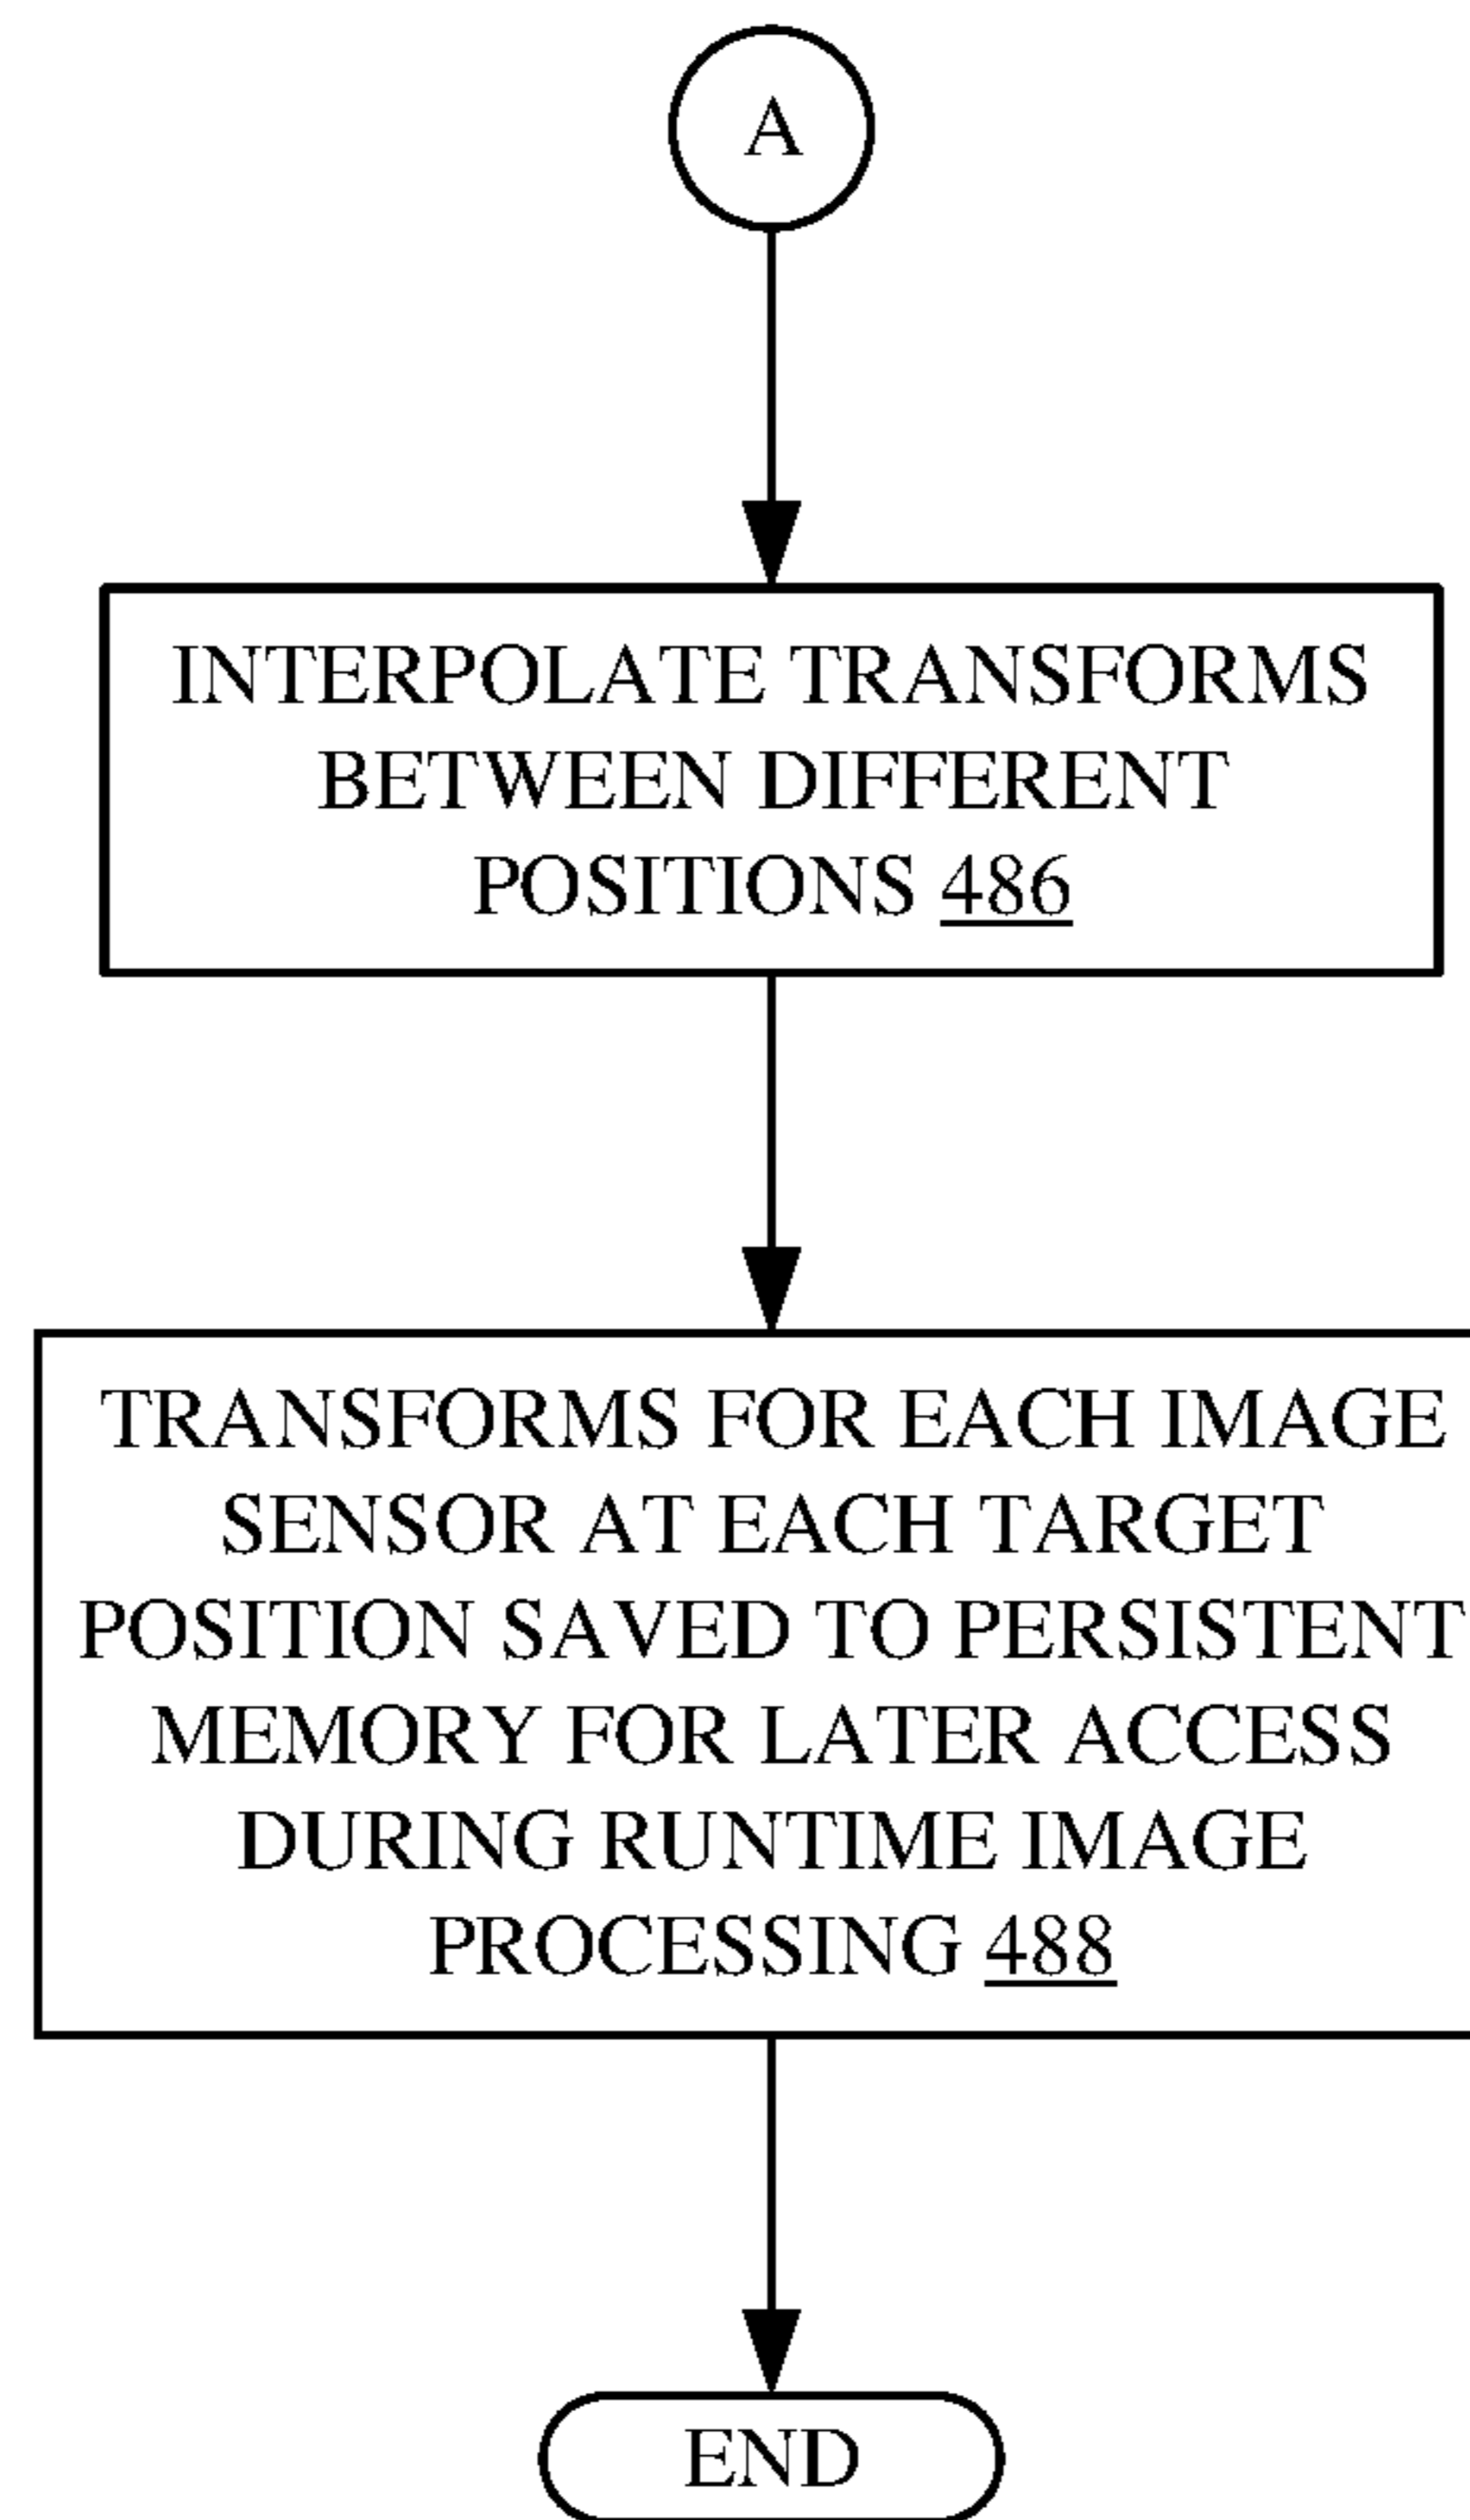 A
INTERPOLATE TRANSFORMS
BETWEEN DIFFERENT
POSITIONS 486
TRANSFORMS FOR EACH IMAGE
SENSOR AT EACH TARGET
POSITION SAVED TO PERSISTENT
MEMORY FOR LATER ACCESS
DURING RUNTIME IMAGE
PROCESSING 488
END